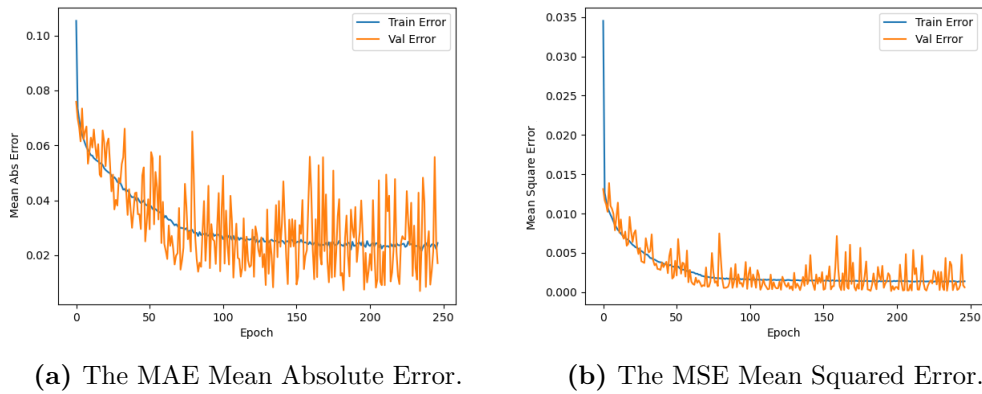 Train Error
Val Error
0.10
0.08
0.06
0.04
0.02
Mean Abs Error
0
50
100
150
200
250
Epoch
(a) The MAE Mean Absolute Error.
Train Error
Val Error
0.035
0.030
0.025
0.020
0.015
0.010
0.005
0.000
Mean Square Error
0
50
100
150
200
250
Epoch
(b) The MSE Mean Squared Error.